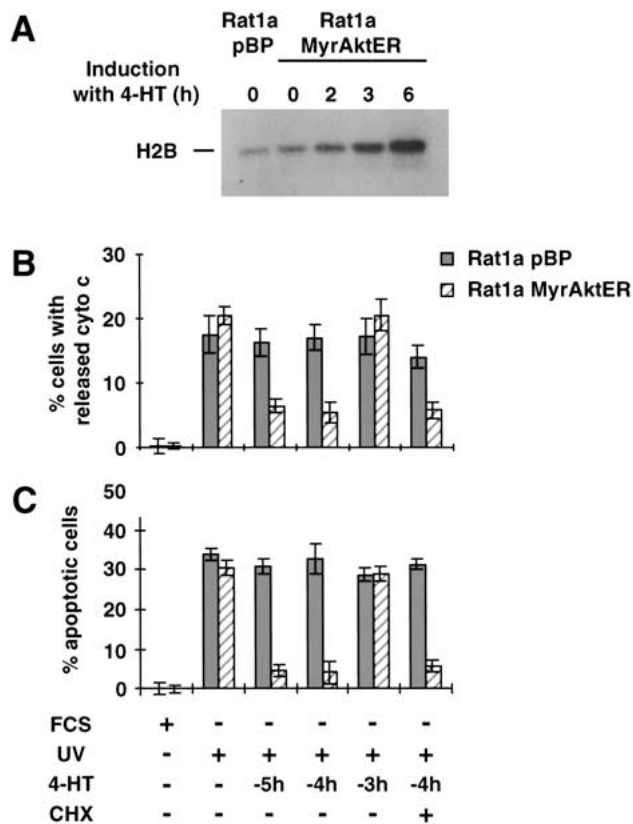 A
Rat1a pBP
Rat1a MyrAktER
Induction with 4-HT (h)
0 0 2 3 6
H2B
B
% cells with released cyto c
30
20
10
0
Rat1a pBP
Rat1a MyrAktER
C
% apoptotic cells
50
40
30
20
10
0
FCS + - - - - -
UV - + + + + +
4-HT - - -5h -4h -3h -4h
CHX - - - - - +